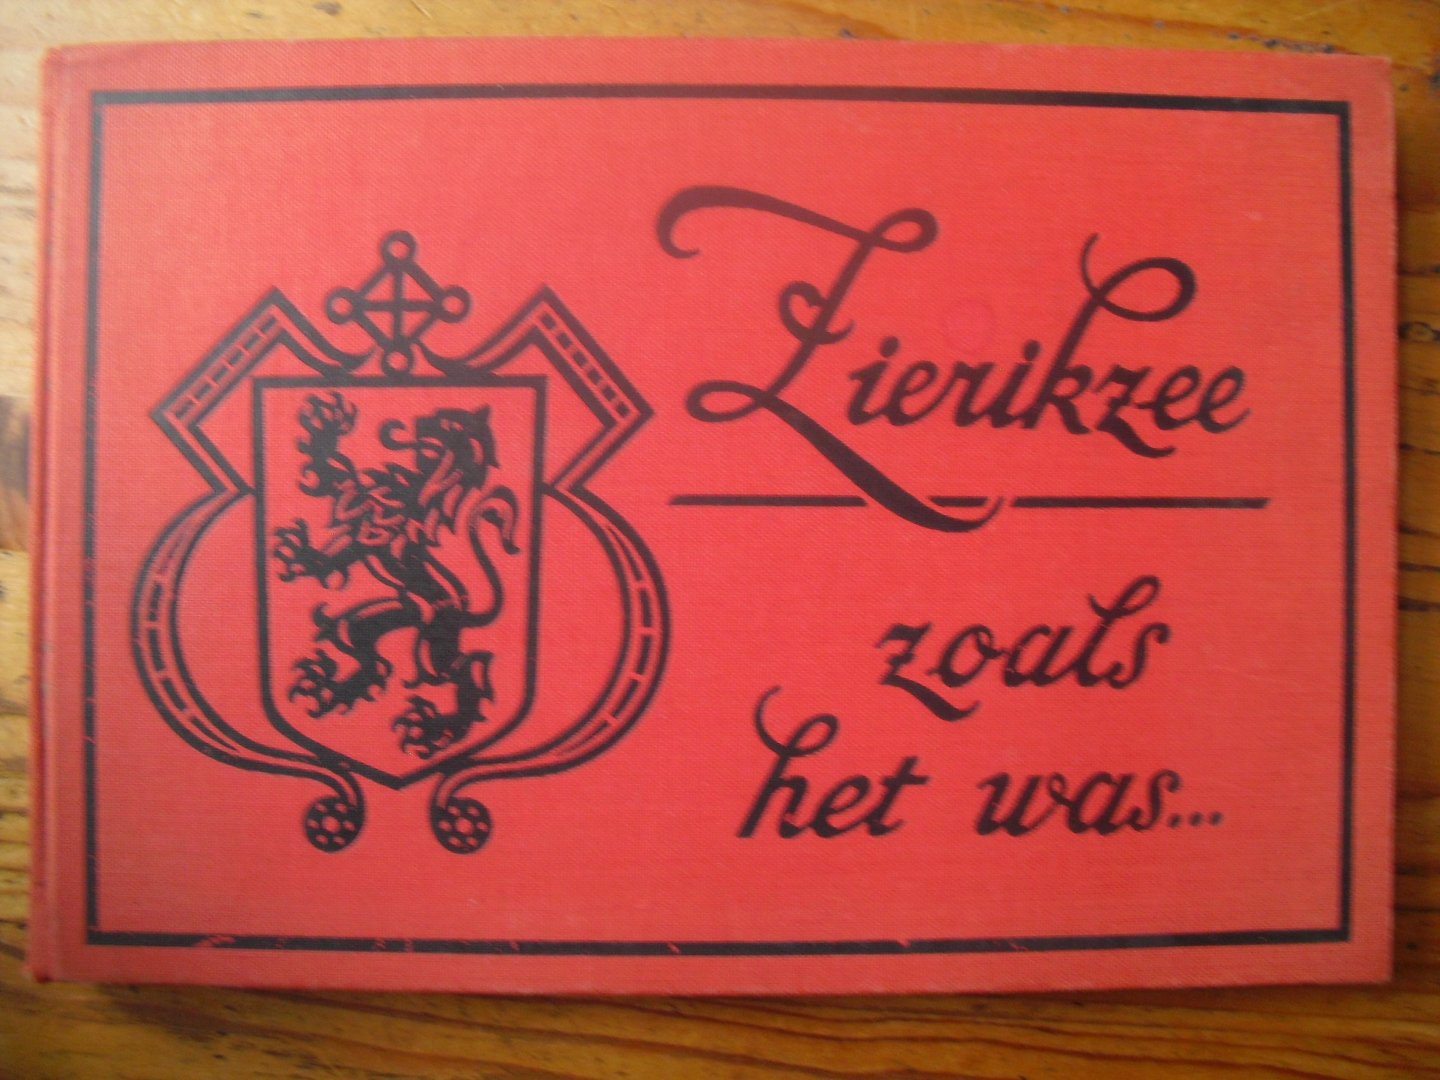 Zierikzee
zoals
het was...